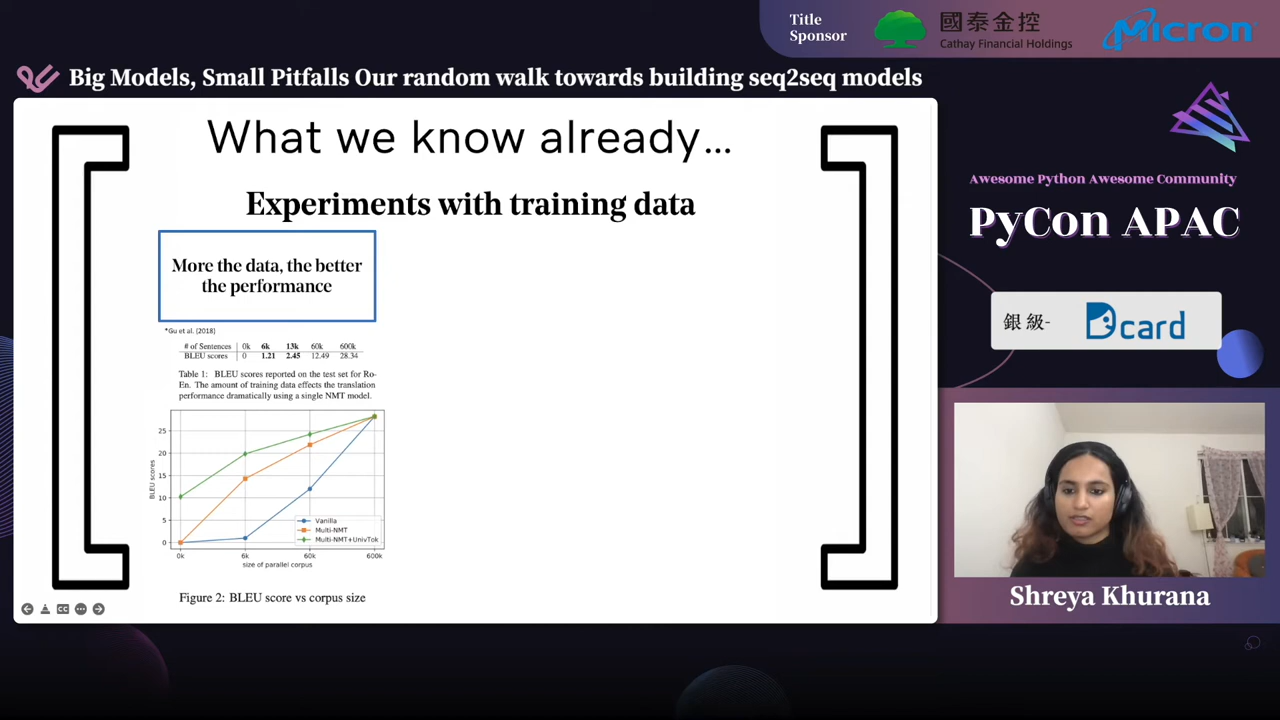 Title
Sponsor
國泰金控
Cathay Financial Holdings
Micron
Big Models, Small Pitfalls Our random walk towards building seq2seq models
What we know already...
Experiments with training data
More the data, the better
the performance
*Gu et al. (2018)
# of Sentences 0k 6k 13k 60k 600k
BLEU scores 0 1.21 2.45 12.49 28.34
Table 1: BLEU scores reported on the test set for Ro-
En. The amount of training data effects the translation
performance dramatically using a single NMT model.
25
20
15
10
5
0
BLEU scores
Vanilla
Multi-NMT
Multi-NMT+UnivTok
0k 6k 60k 600k
size of parallel corpus
Figure 2: BLEU score vs corpus size
CC
Awesome Python Awesome Community
PyCon APAC
銀級- Dcard
Shreya Khurana